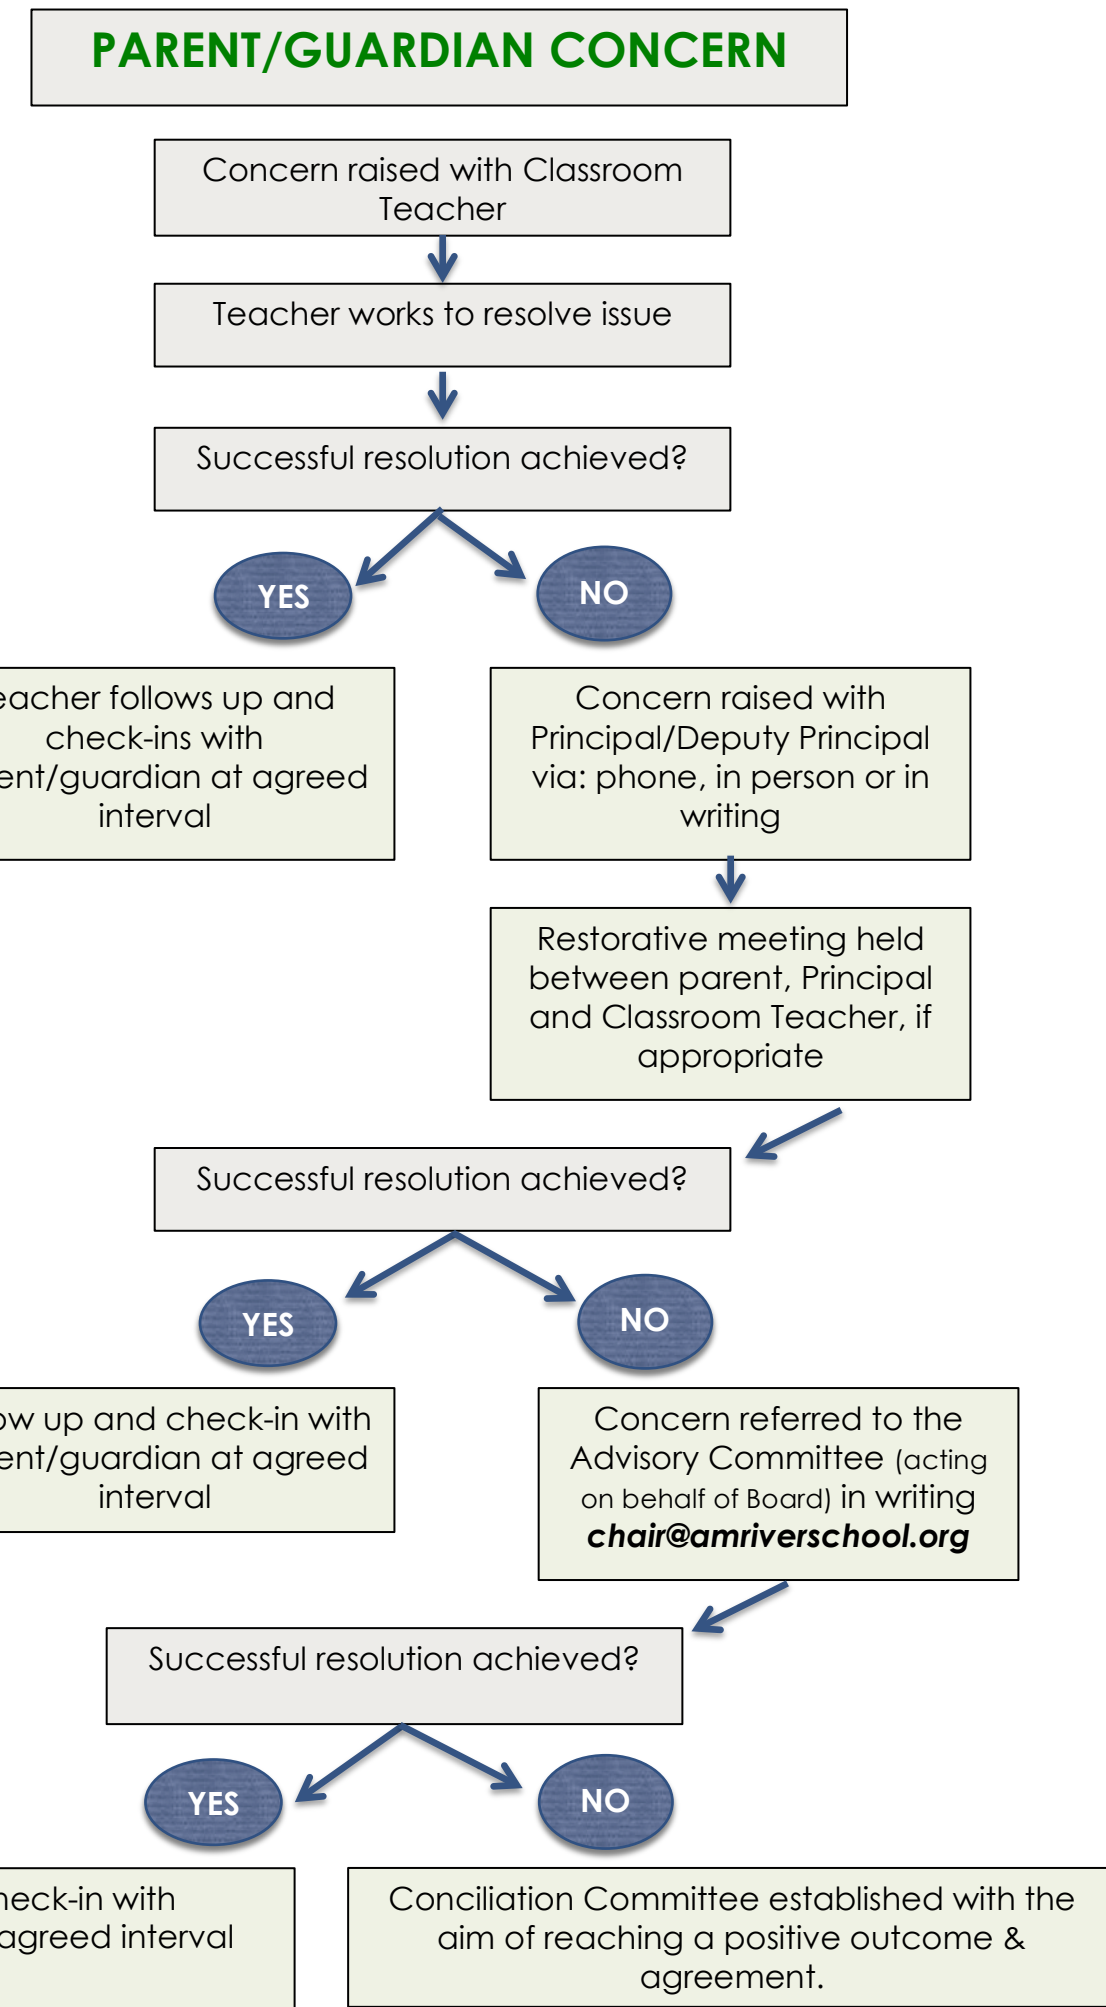 PARENT/GUARDIAN CONCERN
Concern raised with Classroom
Teacher
Teacher works to resolve issue
Successful resolution achieved?
YES
NO
eacher follows up and
check-ins with
ent/guardian at agreed
interval
Concern raised with
Principal/Deputy Principal
via: phone, in person or in
writing
Restorative meeting held
between parent, Principal
and Classroom Teacher, if
appropriate
Successful resolution achieved?
YES
NO
ow up and check-in with
ent/guardian at agreed
interval
Concern referred to the
Advisory Committee (acting
on behalf of Board) in writing
chair@amriverschool.org
Successful resolution achieved?
YES
NO
heck-in with
agreed interval
Conciliation Committee established with the
aim of reaching a positive outcome &
agreement.